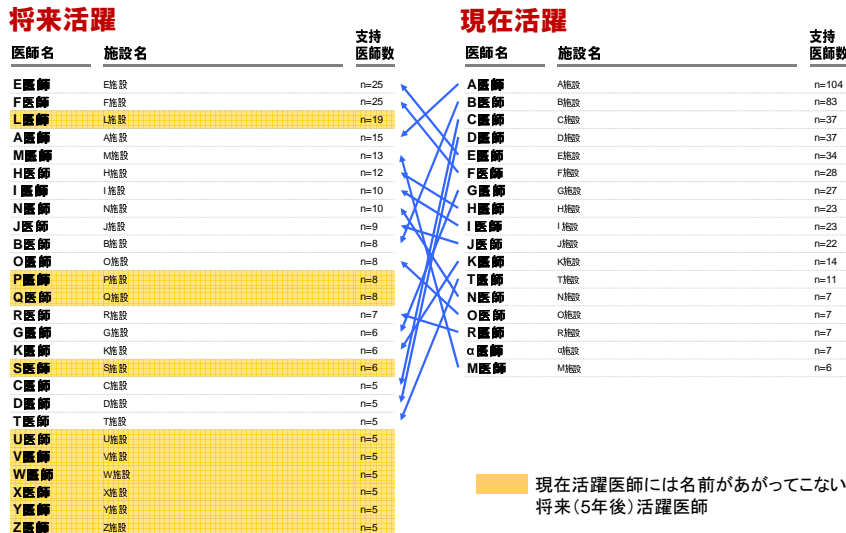 将来活躍
医師名 施設名 支持医師数
E医師 E施設 n=25
F医師 F施設 n=25
L医師 L施設 n=19
A医師 A施設 n=15
M医師 M施設 n=13
H医師 H施設 n=12
I医師 I施設 n=10
N医師 N施設 n=10
J医師 J施設 n=9
B医師 B施設 n=8
O医師 O施設 n=8
P医師 P施設 n=8
Q医師 Q施設 n=8
R医師 R施設 n=7
G医師 G施設 n=6
K医師 K施設 n=6
S医師 S施設 n=6
C医師 C施設 n=5
D医師 D施設 n=5
T医師 T施設 n=5
U医師 U施設 n=5
V医師 V施設 n=5
W医師 W施設 n=5
X医師 X施設 n=5
Y医師 Y施設 n=5
Z医師 Z施設 n=5
現在活躍
医師名 施設名 支持医師数
A医師 A施設 n=104
B医師 B施設 n=83
C医師 C施設 n=37
D医師 D施設 n=37
E医師 E施設 n=34
F医師 F施設 n=28
G医師 G施設 n=27
H医師 H施設 n=23
I医師 I施設 n=23
J医師 J施設 n=22
K医師 K施設 n=14
T医師 T施設 n=11
N医師 N施設 n=7
O医師 O施設 n=7
R医師 R施設 n=7
α医師 α施設 n=7
M医師 M施設 n=6
現在活躍医師には名前があがってこない
将来(5年後)活躍医師